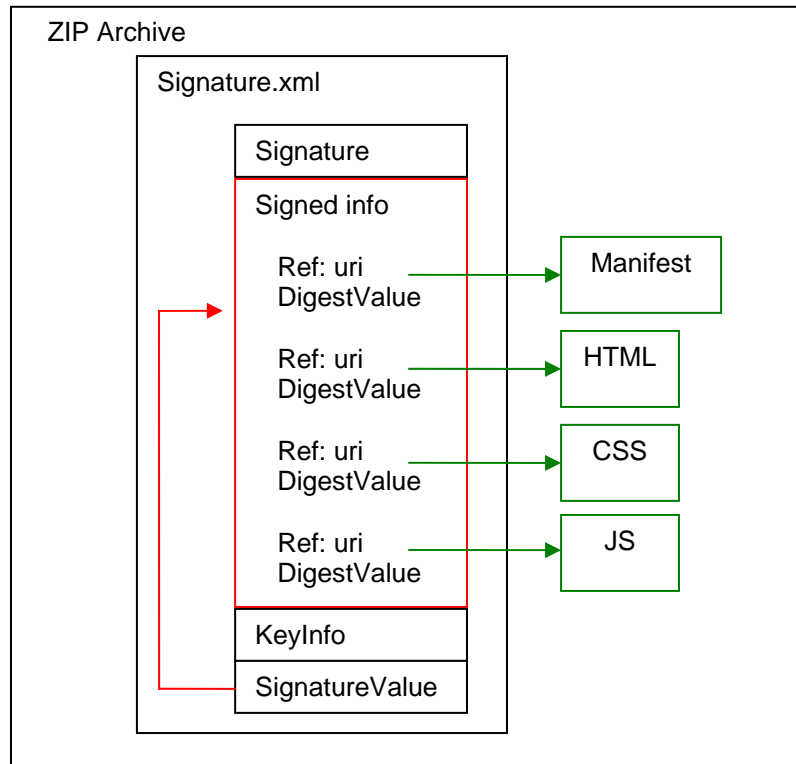 ZIP Archive
Signature.xml
Signature
Signed info
Ref: uri
DigestValue
Manifest
Ref: uri
DigestValue
HTML
Ref: uri
DigestValue
CSS
Ref: uri
DigestValue
JS
KeyInfo
SignatureValue